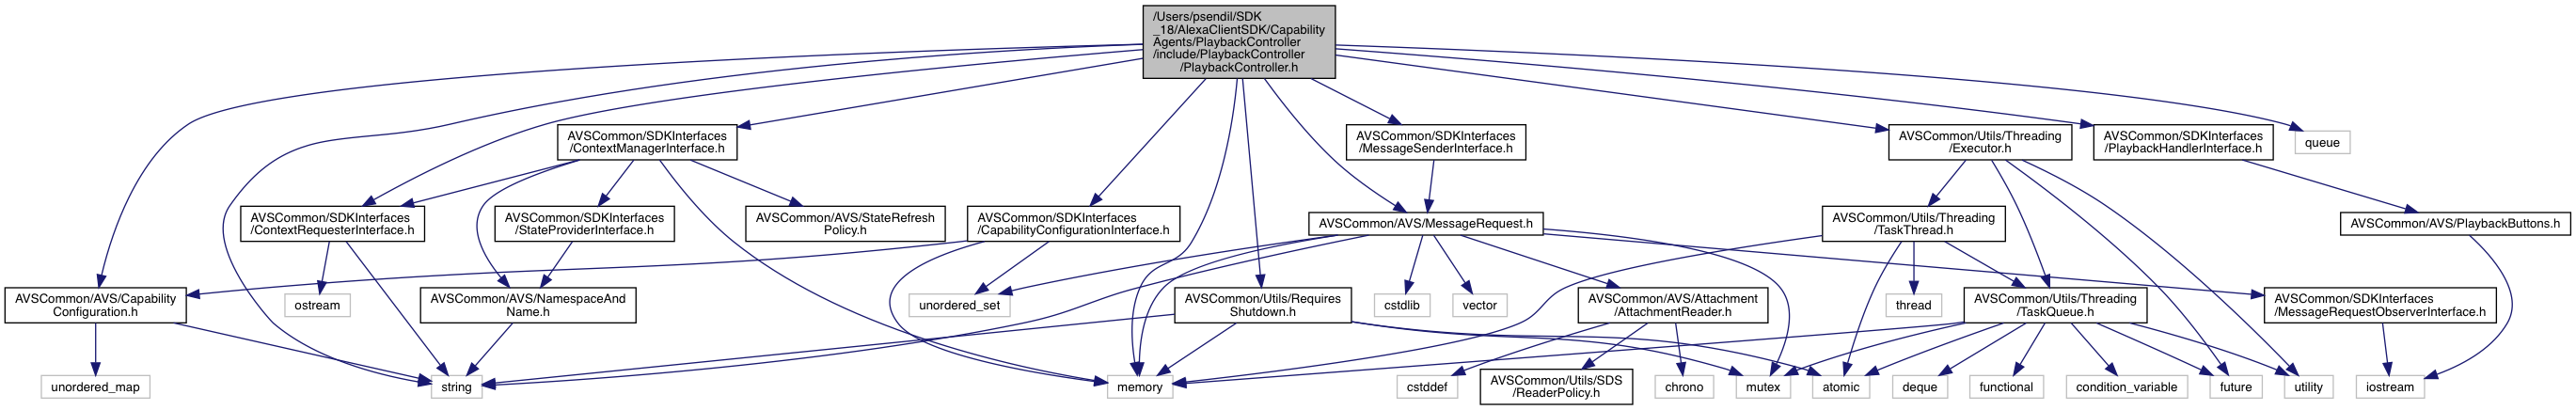 /Users/psendil/SDK
_18/AlexaClientSDK/Capability
Agents/PlaybackController
/include/PlaybackController
/PlaybackController.h
AVSCommon/SDKInterfaces
/ContextManagerInterface.h
AVSCommon/SDKInterfaces
/MessageSenderInterface.h
AVSCommon/Utils/Threading
/Executor.h
AVSCommon/SDKInterfaces
/PlaybackHandlerInterface.h
queue
AVSCommon/SDKInterfaces
/ContextRequesterInterface.h
AVSCommon/SDKInterfaces
/StateProviderInterface.h
AVSCommon/AVS/StateRefresh
Policy.h
AVSCommon/SDKInterfaces
/CapabilityConfigurationInterface.h
AVSCommon/AVS/MessageRequest.h
AVSCommon/Utils/Threading
/TaskThread.h
AVSCommon/AVS/PlaybackButtons.h
AVSCommon/AVS/Capability
Configuration.h
ostream
AVSCommon/AVS/NamespaceAnd
Name.h
unordered_set
AVSCommon/Utils/Requires
Shutdown.h
cstdlib
vector
AVSCommon/AVS/Attachment
/AttachmentReader.h
thread
AVSCommon/Utils/Threading
/TaskQueue.h
AVSCommon/SDKInterfaces
/MessageRequestObserverInterface.h
unordered_map
string
memory
cstddef
AVSCommon/Utils/SDS
/ReaderPolicy.h
chrono
mutex
atomic
deque
functional
condition_variable
future
utility
iostream